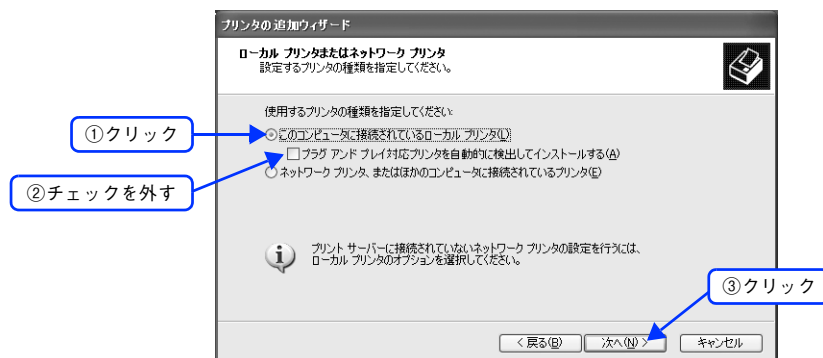 プリンタの追加ウィザード
ローカル プリンタまたはネットワーク プリンタ
設定するプリンタの種類を指定してください。
使用するプリンタの種類を指定してください:
①クリック
このコンピュータに接続されているローカル プリンタ(L)
プラグ アンド プレイ対応プリンタを自動的に検出してインストールする(A)
②チェックを外す
ネットワーク プリンタ、またはほかのコンピュータに接続されているプリンタ(E)
プリント サーバーに接続されていないネットワーク プリンタの設定を行うには、
ローカル プリンタのオプションを選択してください。
③クリック
< 戻る(B)
次へ(N) >
キャンセル